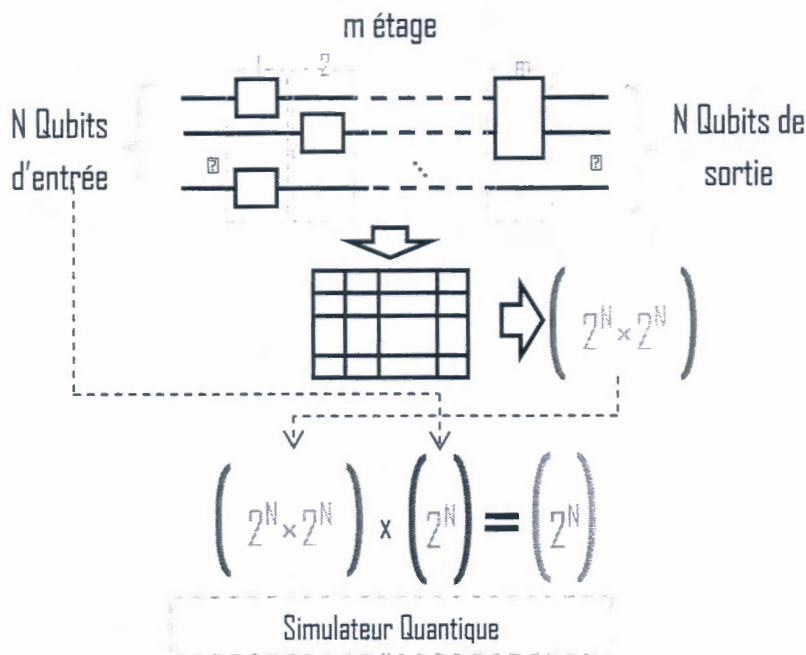 m étage
1 2 m
N Qubits
d'entrée
N Qubits de
sortie
2^N × 2^N
2^N × 2^N x 2^N = 2^N
Simulateur Quantique